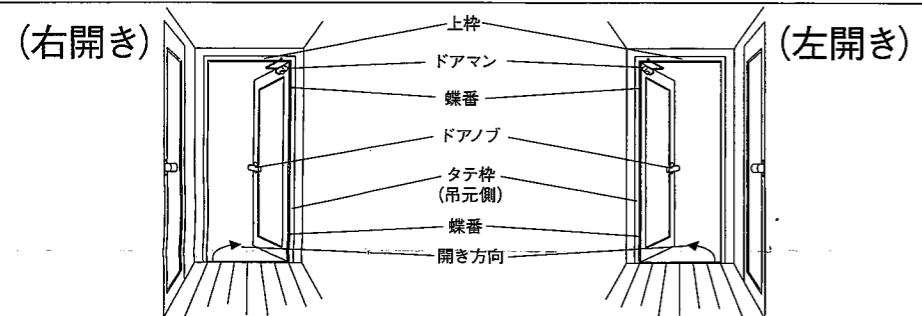 (右開き)
(左開き)
上枠
ドアマン
蝶番
ドアノブ
タテ枠
(吊元側)
蝶番
開き方向